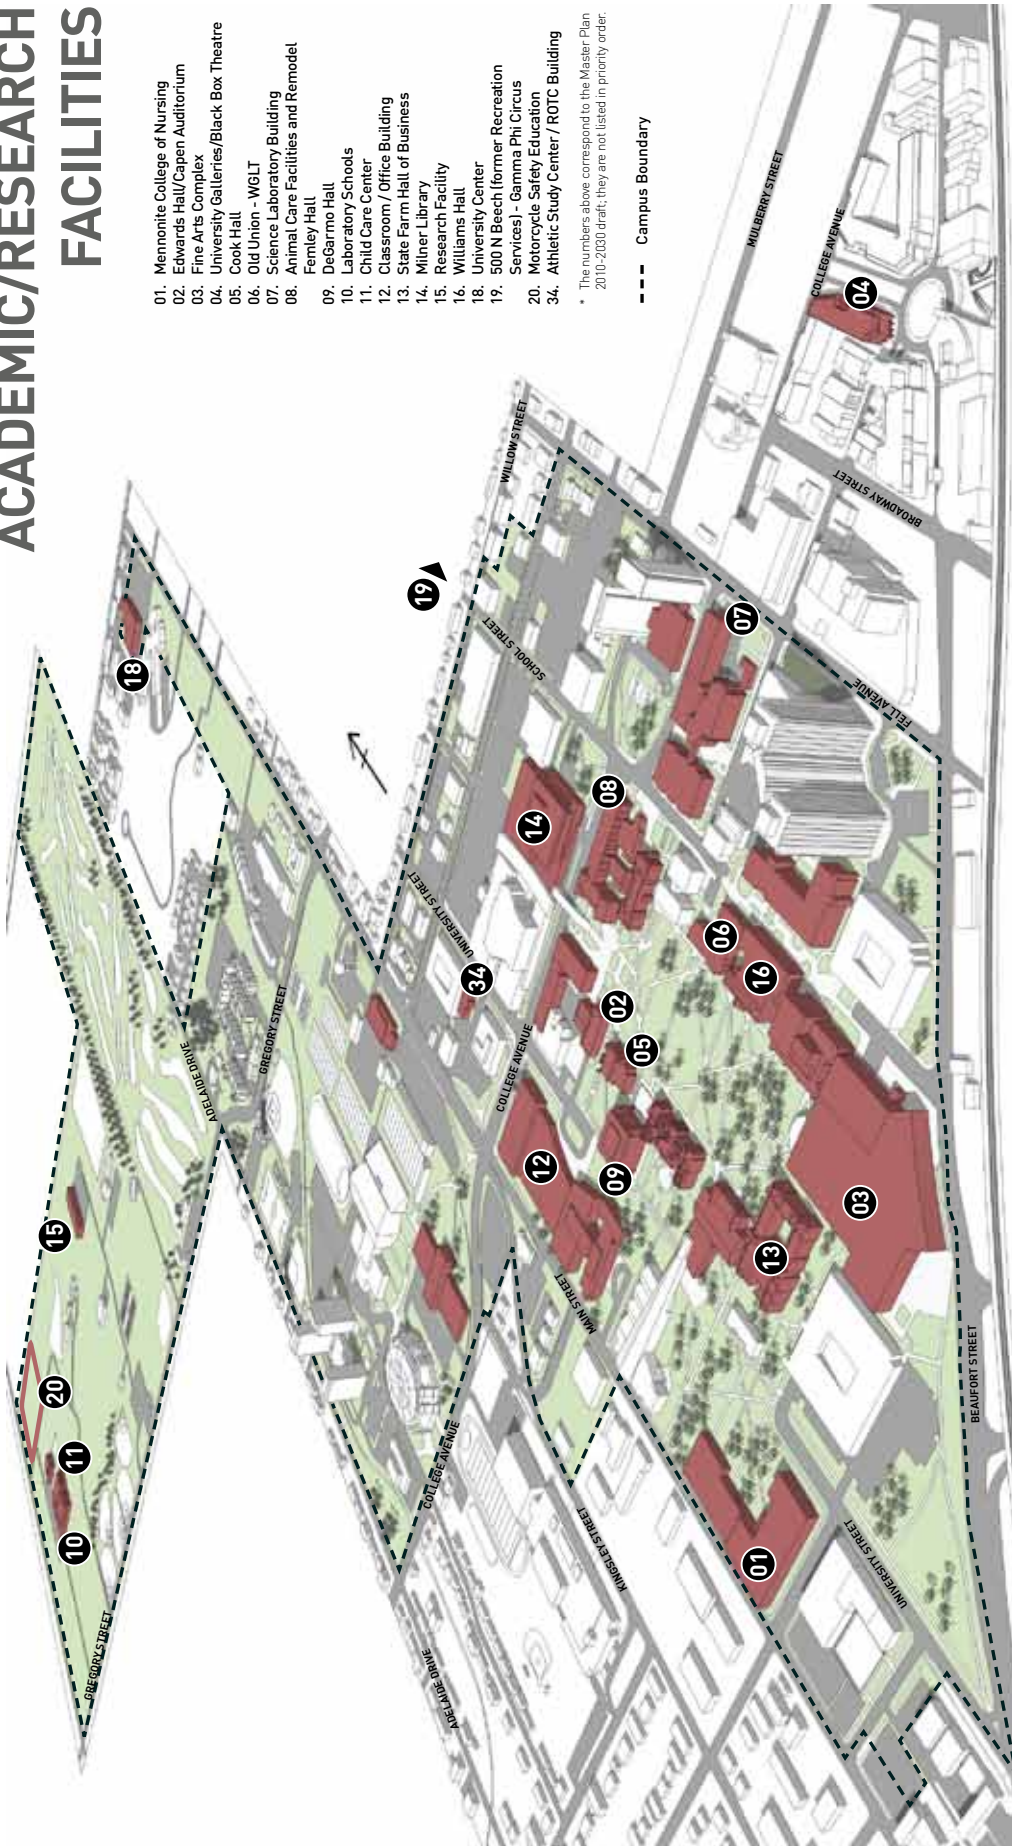 ACADEMIC/RESEARCH
FACILITIES
01. Mennonite College of Nursing
02. Edwards Hall/Capen Auditorium
03. Fine Arts Complex
04. University Galleries/Black Box Theatre
05. Cook Hall
06. Old Union - WGLT
07. Science Laboratory Building
08. Animal Care Facilities and Remodel
Fernley Hall
09. DeGarmo Hall
10. Laboratory Schools
11. Child Care Center
12. Classroom / Office Building
13. State Farm Hall of Business
14. Milner Library
15. Research Facility
16. Williams Hall
18. University Center
19. 500 N Beech (former Recreation
Services) - Gamma Phi Circus
20. Motorcycle Safety Education
34. Athletic Study Center / ROTC Building
* The numbers above correspond to the Master Plan
2010-2030 draft; they are not listed in priority order.
Campus Boundary
GREGORY STREET
10
11
20
15
18
ADELAIDE DRIVE
GREGORY STREET
19
WILLOW STREET
SCHOOL STREET
UNIVERSITY STREET
34
COLLEGE AVENUE
14
08
07
02
05
06
16
12
09
13
03
MAIN STREET
COLLEGE AVENUE
ADELAIDE DRIVE
KINGSLEY STREET
01
UNIVERSITY STREET
BEAUFORT STREET
FELL AVENUE
BROADWAY STREET
MULBERRY STREET
COLLEGE AVENUE
04